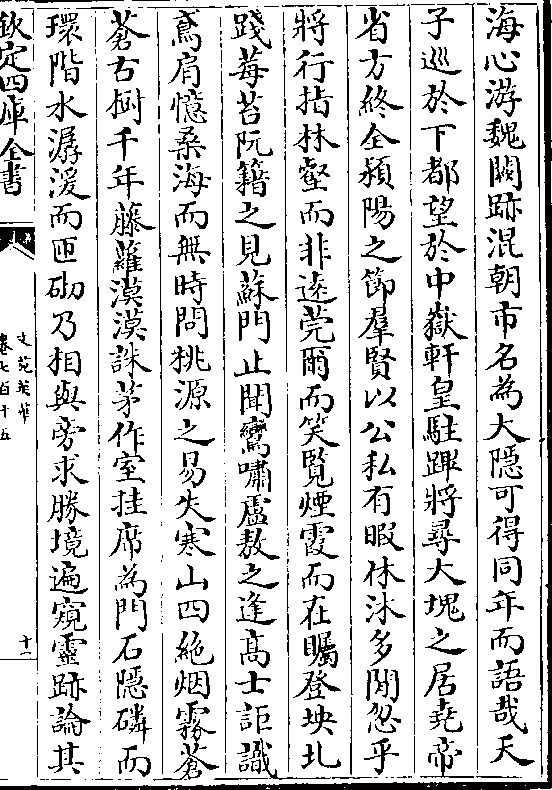 海心游魏闕跡混朝市名為大隠可得同年而語哉天
子廵於下都望於中嶽軒皇駐蹕將尋大塊之居堯帝
省方終全潁陽之節羣賢以公私有暇休沐多閒忽乎
將行指林壑而非逺莞爾而笑覧煙霞而在矚登埉北
踐莓苔阮籍之見蘇門止聞鸞嘯盧敖之逢髙士詎識
鳶肩憶桑海而無時問桃源之易失寒山四絶烟霧蒼
蒼古樹千年藤蘿漠漠誅茅作室挂席為門石隠磷而
環階水潺湲而匝砌乃相與旁求勝境遍窺靈跡論其
欽定四庫全書
文苑英華
卷七百十五
十一